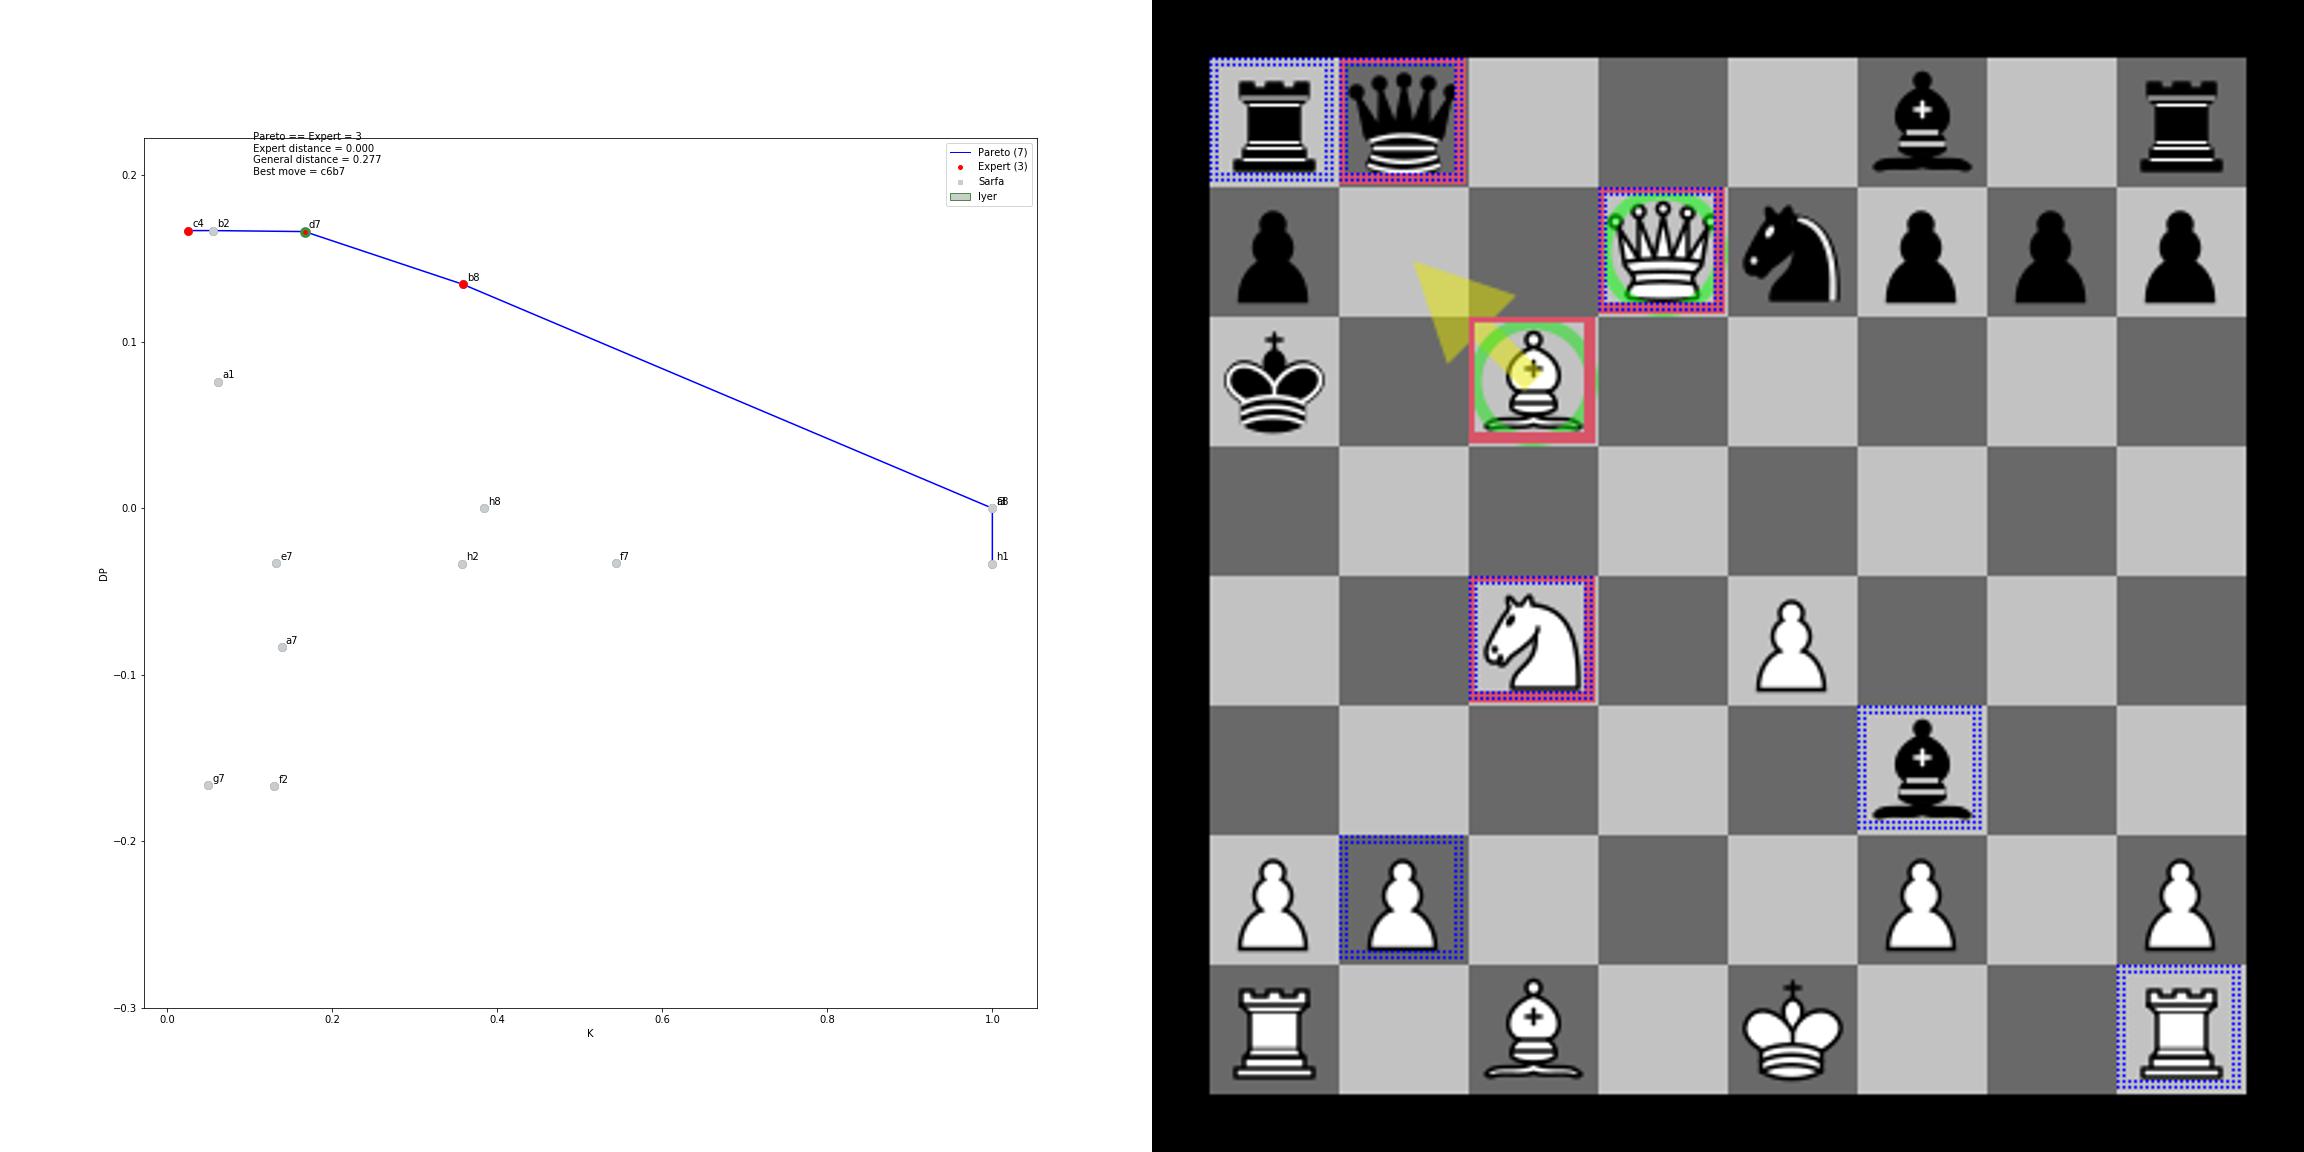 Pareto == Expert = 3
Expert distance = 0.000
General distance = 0.277
Best move = c6b7
Pareto (7)
Expert (3)
Sarfa
Iyer
0.2
c4
b2
d7
b8
0.1
a1
0.0
h8
e7
h2
f7
h1
DP
a7
−0.1
g7
f2
−0.2
−0.3
0.0
0.2
0.4
0.6
0.8
1.0
K